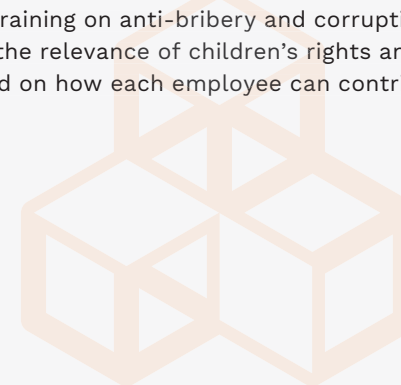 raining on anti-bribery and corrupti
the relevance of children’s rights an
d on how each employee can contri